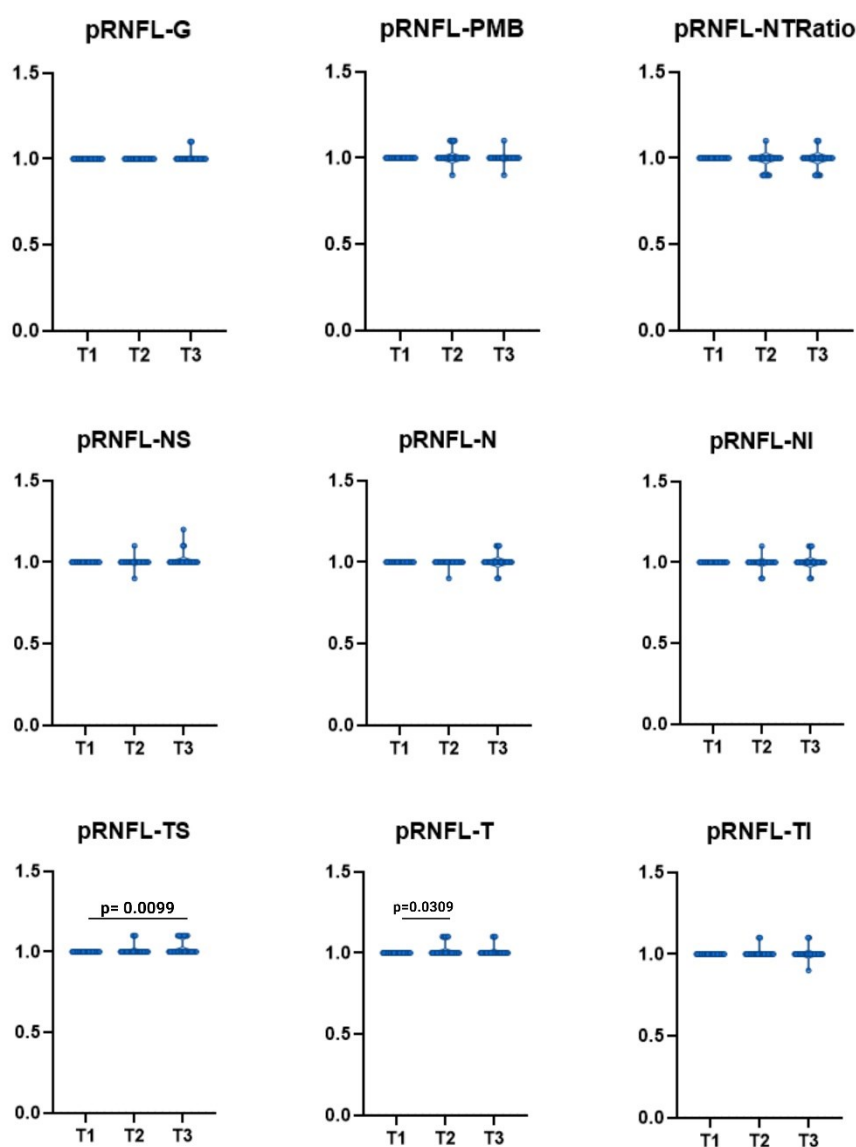 pRNFL-G
1.5
1.0
0.5
0.0
T1 T2 T3
pRNFL-PMB
1.5
1.0
0.5
0.0
T1 T2 T3
pRNFL-NTRatio
1.5
1.0
0.5
0.0
T1 T2 T3
pRNFL-NS
1.5
1.0
0.5
0.0
T1 T2 T3
pRNFL-N
1.5
1.0
0.5
0.0
T1 T2 T3
pRNFL-NI
1.5
1.0
0.5
0.0
T1 T2 T3
pRNFL-TS
1.5
p= 0.0099
1.0
0.5
0.0
T1 T2 T3
pRNFL-T
1.5
p=0.0309
1.0
0.5
0.0
T1 T2 T3
pRNFL-TI
1.5
1.0
0.5
0.0
T1 T2 T3